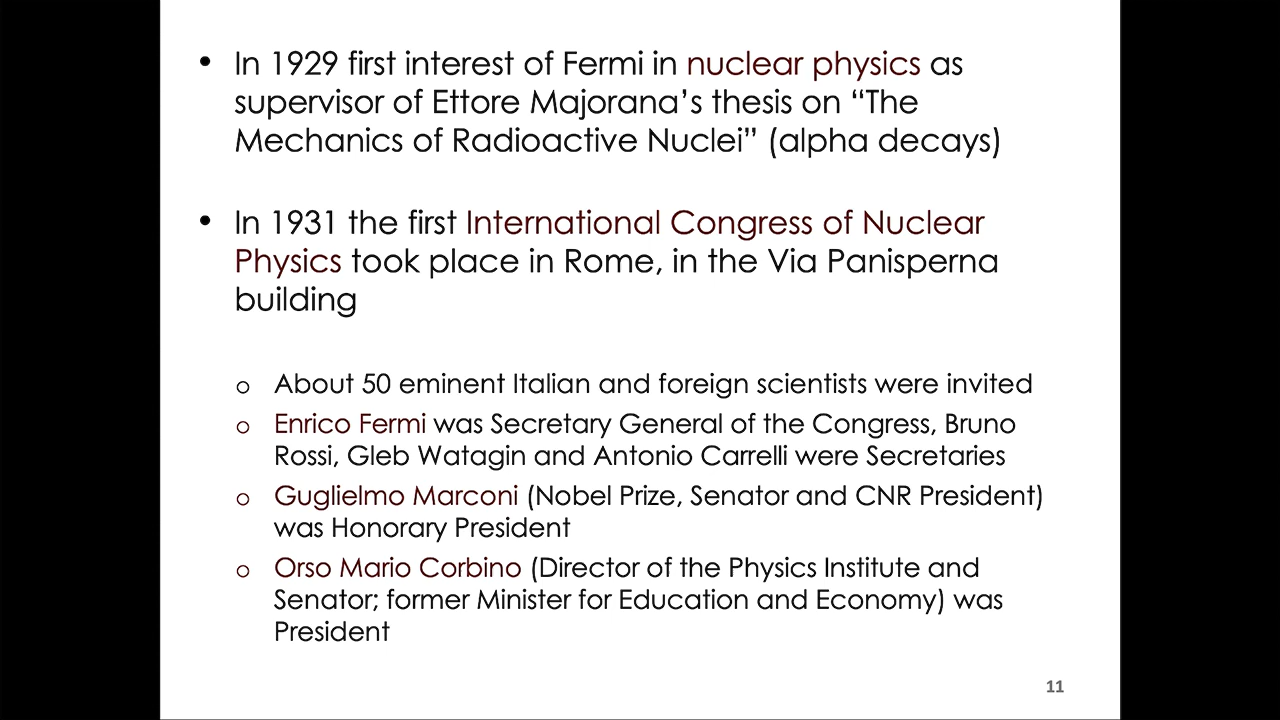 • In 1929 first interest of Fermi in nuclear physics as
supervisor of Ettore Majorana’s thesis on “The
Mechanics of Radioactive Nuclei” (alpha decays)
• In 1931 the first International Congress of Nuclear
Physics took place in Rome, in the Via Panisperna
building
o About 50 eminent Italian and foreign scientists were invited
o Enrico Fermi was Secretary General of the Congress, Bruno
Rossi, Gleb Watagin and Antonio Carrelli were Secretaries
o Guglielmo Marconi (Nobel Prize, Senator and CNR President)
was Honorary President
o Orso Mario Corbino (Director of the Physics Institute and
Senator; former Minister for Education and Economy) was
President
11